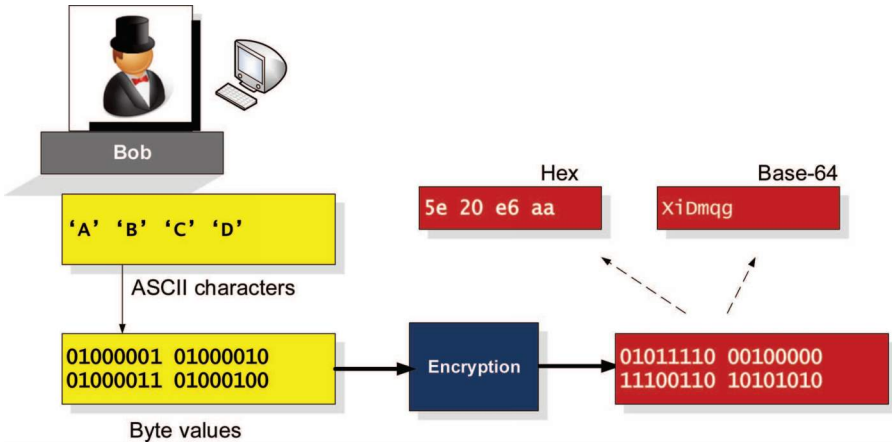 Bob
Hex
Base-64
5e 20 e6 aa
XiDmqg
‘A’ ‘B’ ‘C’ ‘D’
ASCII characters
01000001 01000010
01000011 01000100
Encryption
01011110 00100000
11100110 10101010
Byte values